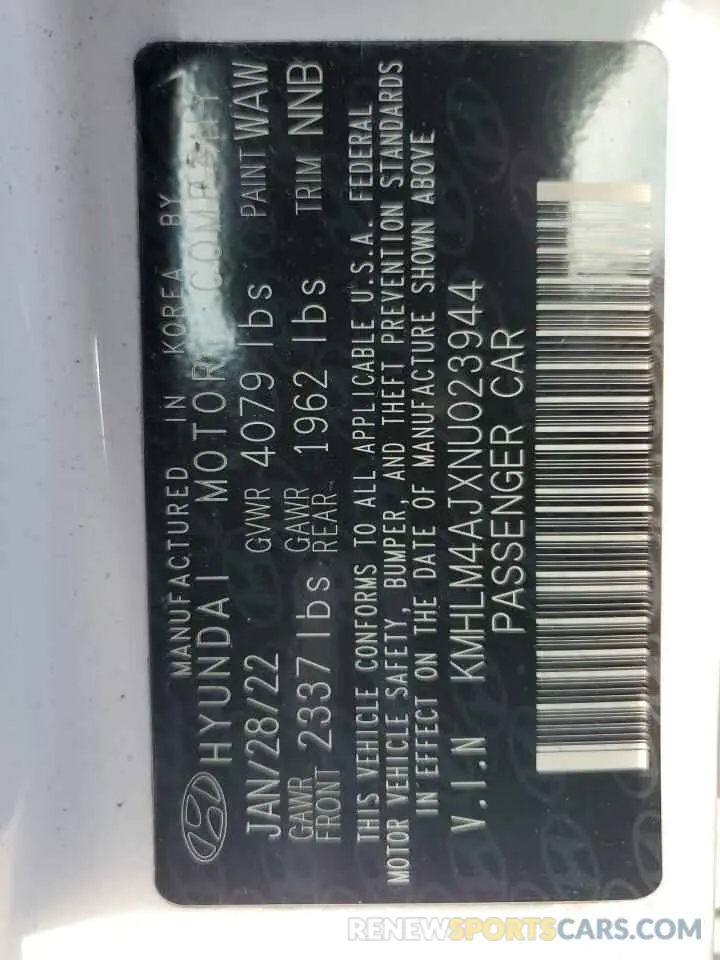 MANUFACTURED IN KOREA BY
HYUNDAI MOTOR COMPANY
JAN/28/22 GVWR 4079 lbs PAINT WAW
GAWR FRONT 2337 lbs GAWR REAR 1962 lbs TRIM NNB
THIS VEHICLE CONFORMS TO ALL APPLICABLE U.S.A. FEDERAL
MOTOR VEHICLE SAFETY, BUMPER, AND THEFT PREVENTION STANDARDS
IN EFFECT ON THE DATE OF MANUFACTURE SHOWN ABOVE
V.I.N KMHLM4AJXNU023944
PASSENGER CAR
RENEWSPORTSCARS.COM